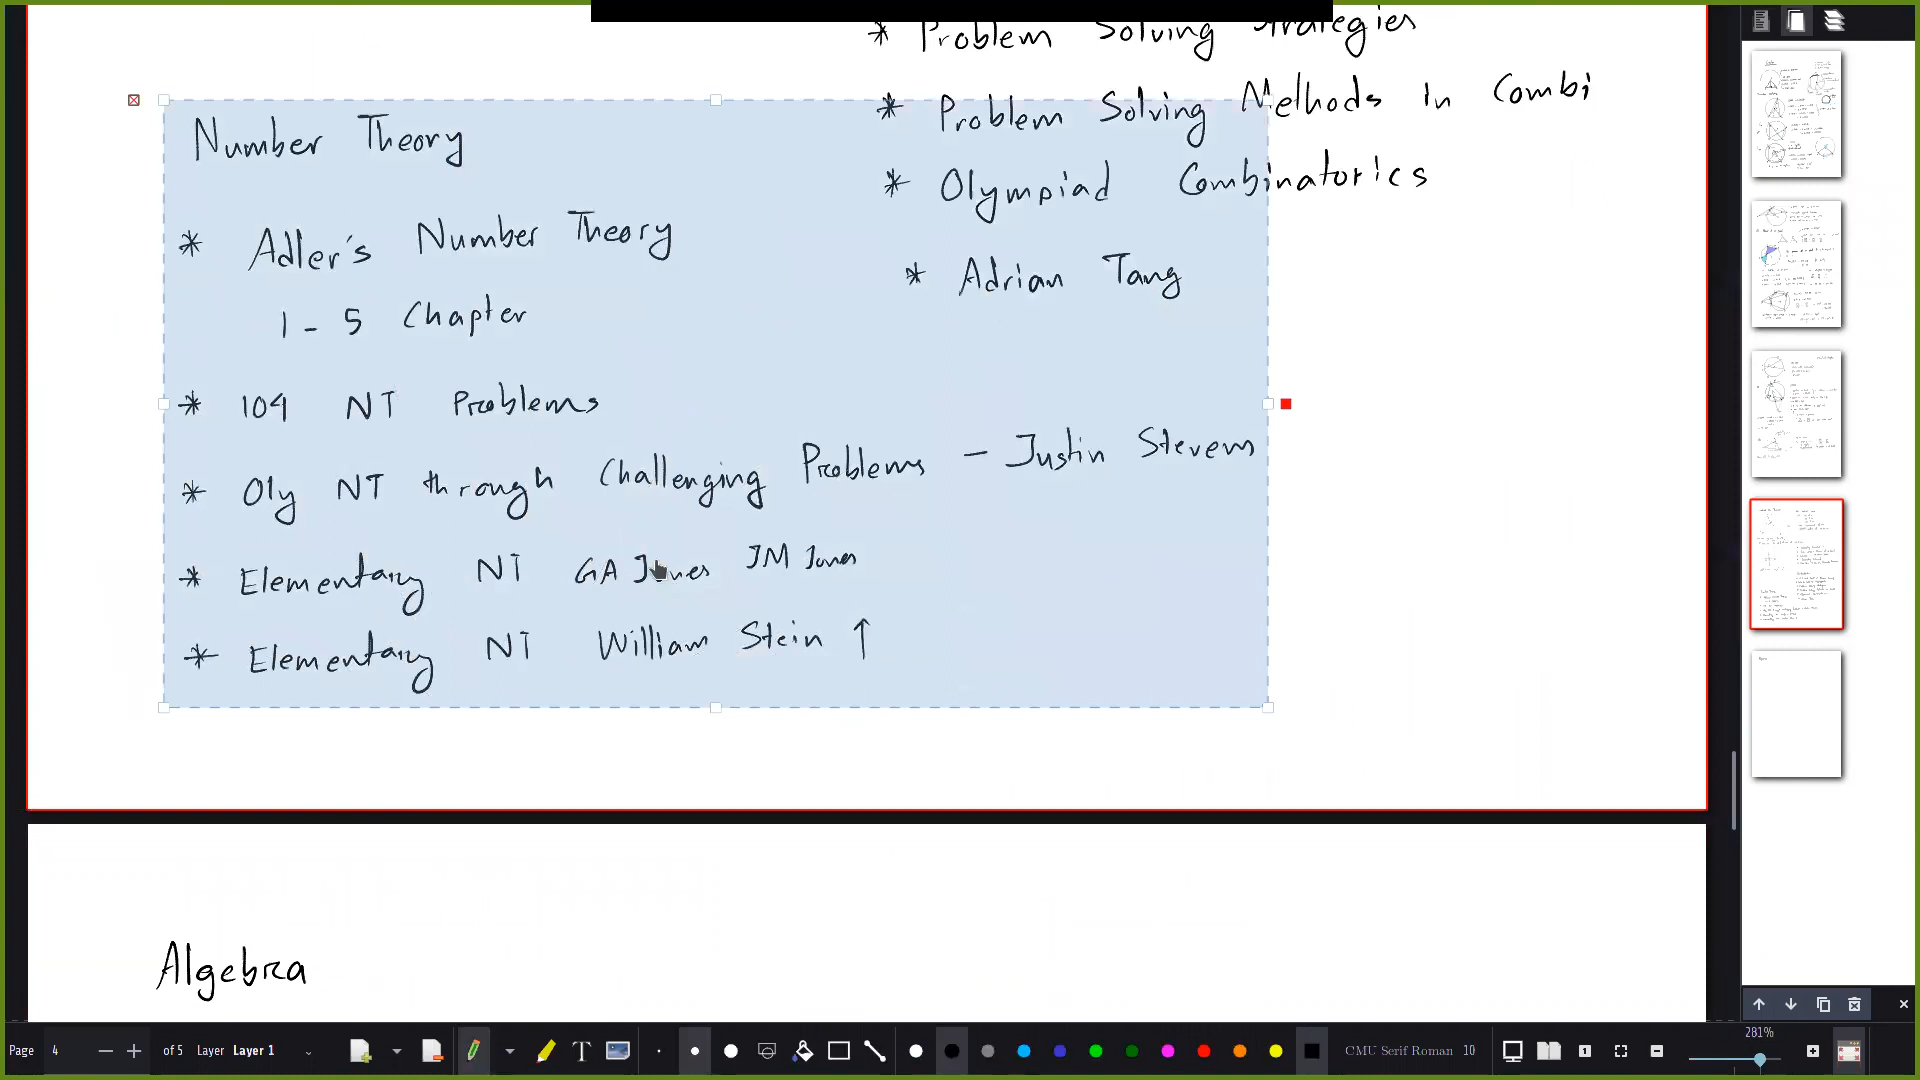 * Problem Solving Strategies
* Problem Solving Methods in Combi
* Olympiad Combinatorics
* Adrian Tang
Number Theory
* Adler's Number Theory
1 - 5 Chapter
* 104 NT Problems
* Oly NT through Challenging Problems - Justin Stevens
* Elementary NT GA Jones JM Jones
* Elementary NT William Stein ↑
Algebra
Page 4 of 5 Layer Layer 1
CMU Serif Roman 10
281%